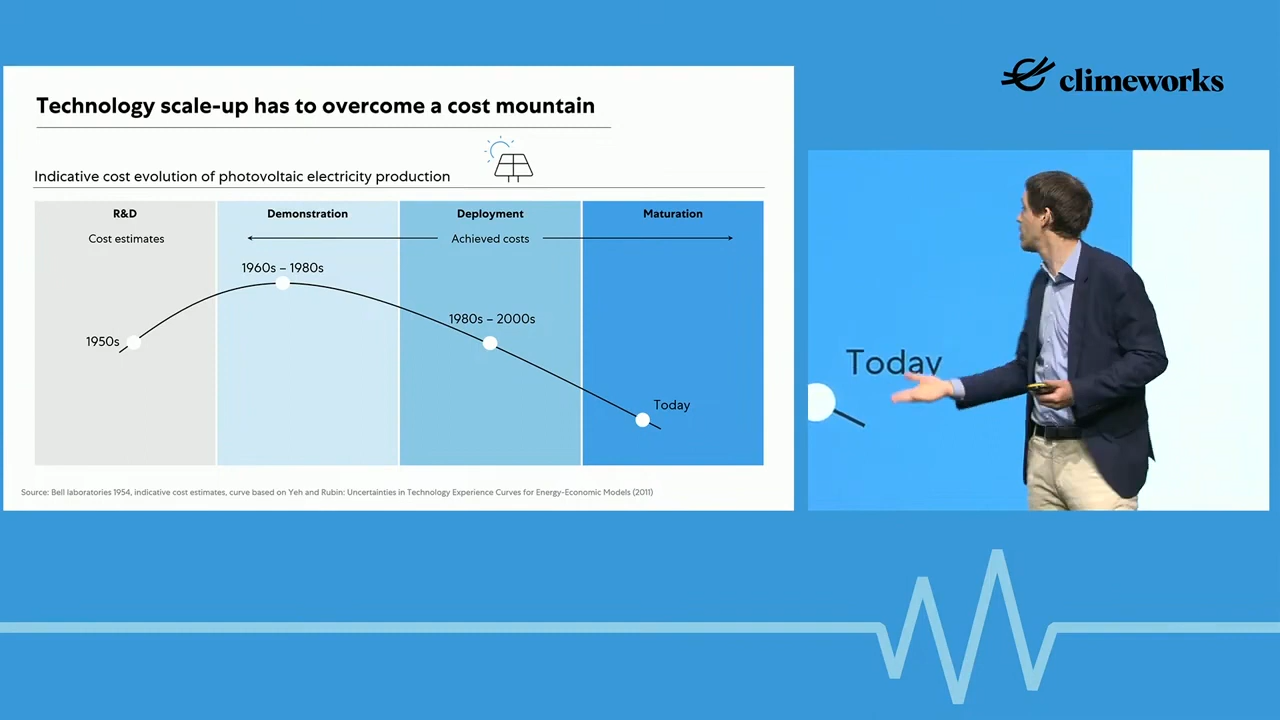 climeworks
Technology scale-up has to overcome a cost mountain
Indicative cost evolution of photovoltaic electricity production
R&D
Demonstration
Deployment
Maturation
Cost estimates
Achieved costs
1960s – 1980s
1980s – 2000s
1950s
Today
Source: Bell laboratories 1954, indicative cost estimates, curve based on Yeh and Rubin: Uncertainties in Technology Experience Curves for Energy-Economic Models (2011)
Today